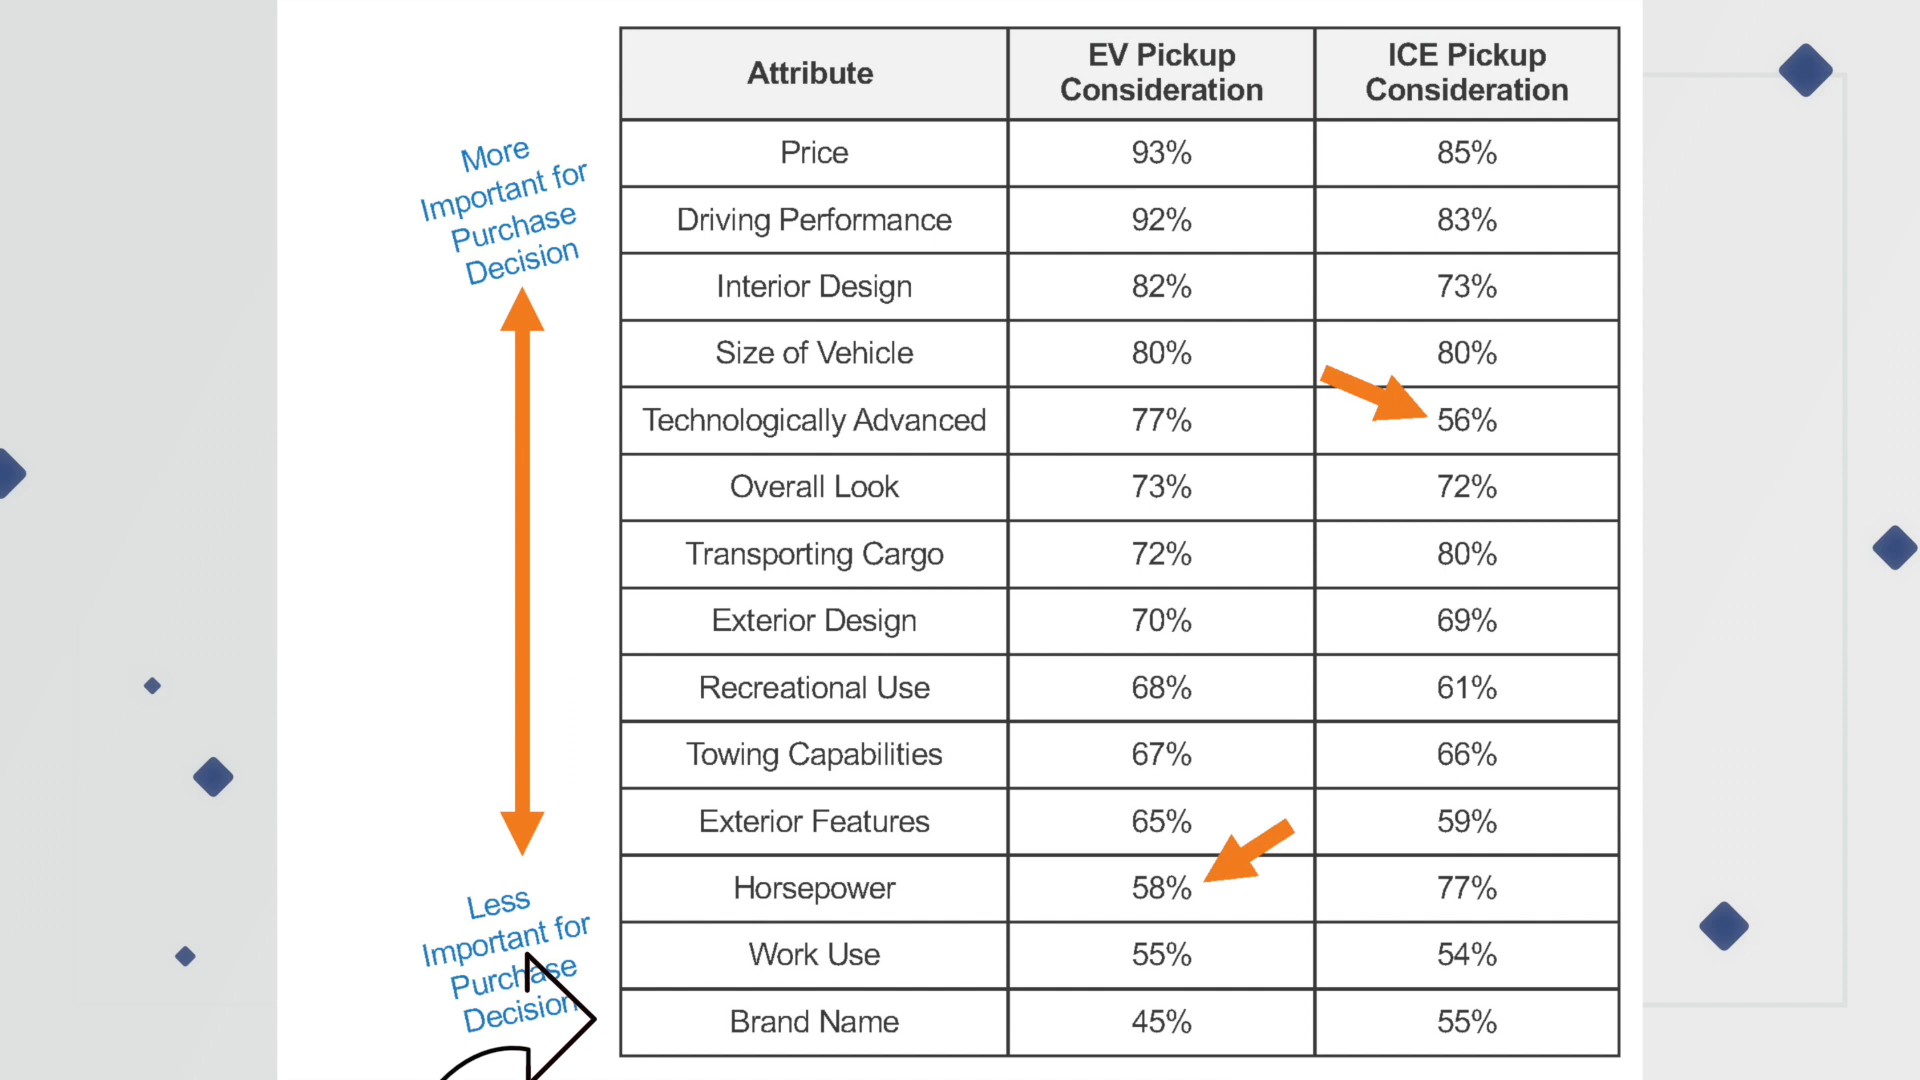 Attribute
EV Pickup
Consideration
ICE Pickup
Consideration
More
Important for
Purchase
Decision
Price 93% 85%
Driving Performance 92% 83%
Interior Design 82% 73%
Size of Vehicle 80% 80%
Technologically Advanced 77% 56%
Overall Look 73% 72%
Transporting Cargo 72% 80%
Exterior Design 70% 69%
Recreational Use 68% 61%
Towing Capabilities 67% 66%
Exterior Features 65% 59%
Horsepower 58% 77%
Work Use 55% 54%
Brand Name 45% 55%
Less
Important for
Purchase
Decision